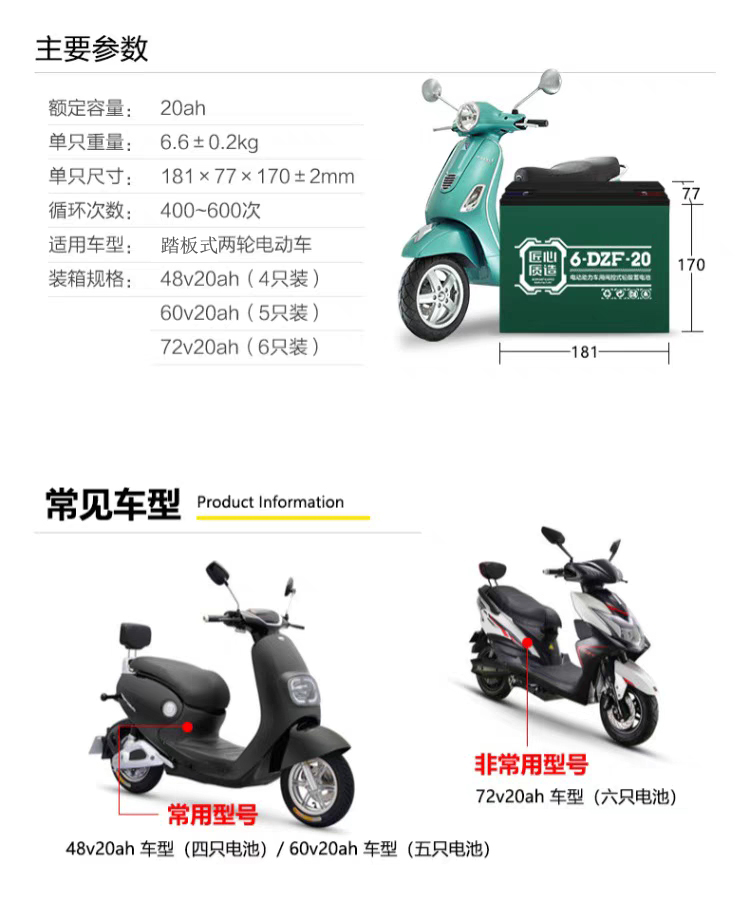 主要参数
额定容量： 20ah
单只重量： 6.6±0.2kg
单只尺寸： 181×77×170±2mm
循环次数： 400~600次
适用车型： 踏板式两轮电动车
装箱规格： 48v20ah（4只装）
60v20ah（5只装）
72v20ah（6只装）
77
170
181
匠心
质造
6-DZF-20
电动助力车用阀控式铅酸蓄电池
常见车型 Product Information
非常用型号
72v20ah 车型（六只电池）
常用型号
48v20ah 车型（四只电池）/ 60v20ah 车型（五只电池）